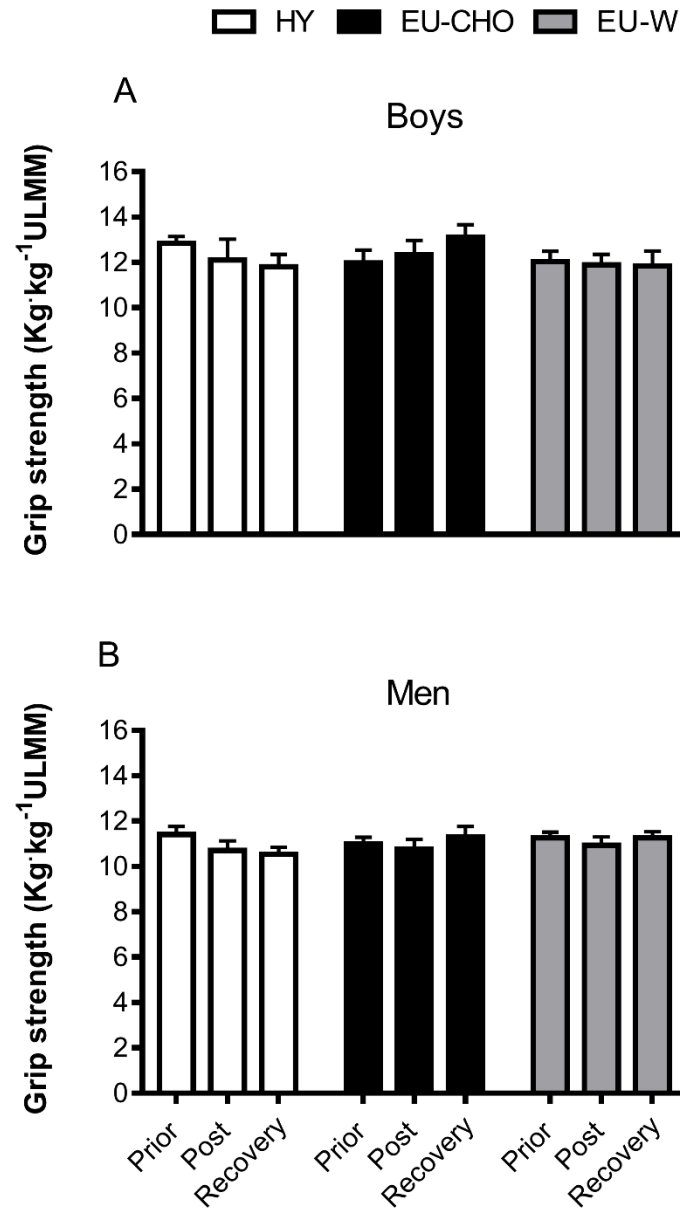 HY EU-CHO EU-W
A
Boys
Grip strength (Kg·kg⁻¹ULMM)
16
14
12
10
8
6
4
2
0
B
Men
Grip strength (Kg·kg⁻¹ULMM)
16
14
12
10
8
6
4
2
0
Prior Post Recovery Prior Post Recovery Prior Post Recovery